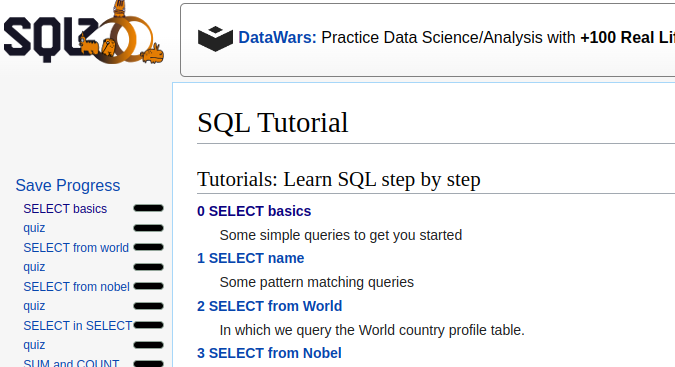 SQLZOO
DataWars: Practice Data Science/Analysis with +100 Real Li
SQL Tutorial
Tutorials: Learn SQL step by step
0 SELECT basics
Some simple queries to get you started
1 SELECT name
Some pattern matching queries
2 SELECT from World
In which we query the World country profile table.
3 SELECT from Nobel
Save Progress
SELECT basics
quiz
SELECT from world
quiz
SELECT from nobel
quiz
SELECT in SELECT
quiz
SUM and COUNT